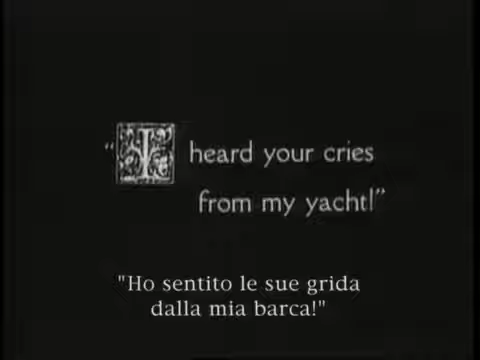 "I heard your cries
from my yacht!"
"Ho sentito le sue grida
dalla mia barca!"